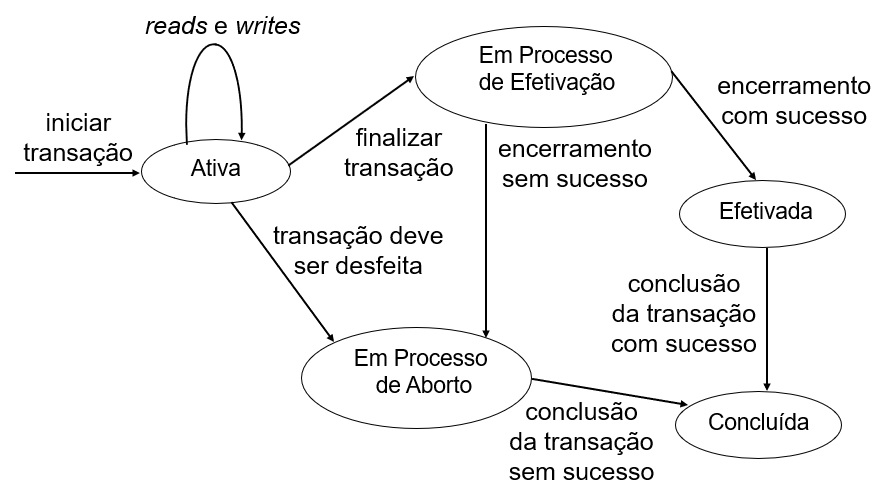 reads e writes
Em Processo
de Efetivação
encerramento
com sucesso
iniciar
transação
Ativa
finalizar
transação
encerramento
sem sucesso
Efetivada
transação deve
ser desfeita
conclusão
da transação
com sucesso
Em Processo
de Aborto
conclusão
da transação
sem sucesso
Concluída